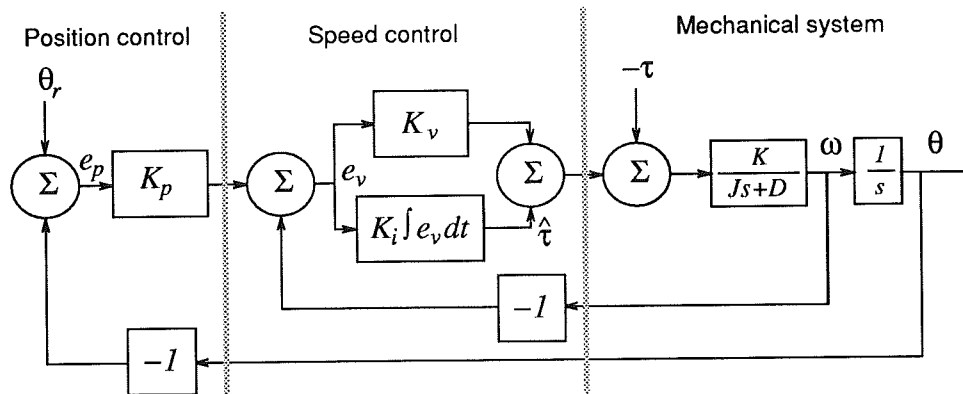 Position control
Speed control
Mechanical system
θr
−τ
Σ
ep
Kp
Σ
ev
Kv
Ki ∫ ev dt
Σ
τ̂
Σ
K
Js+D
ω
1
s
θ
−1
−1